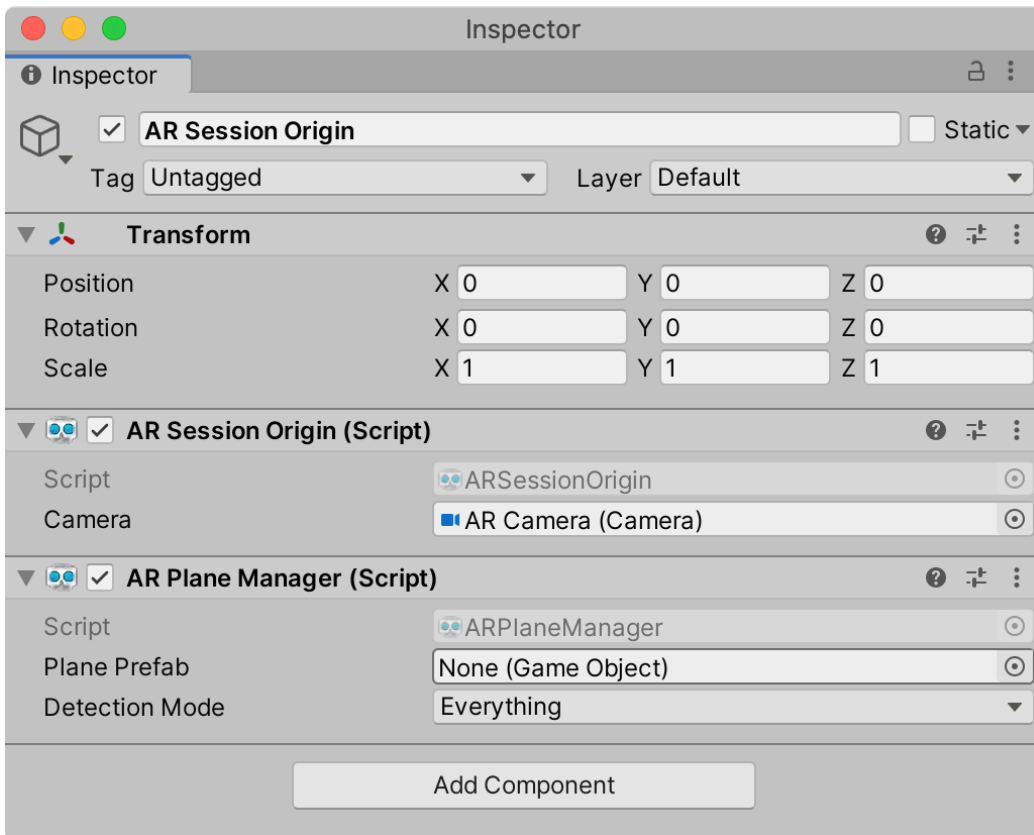 Inspector
Inspector
AR Session Origin Static
Tag Untagged Layer Default
Transform
Position X 0 Y 0 Z 0
Rotation X 0 Y 0 Z 0
Scale X 1 Y 1 Z 1
AR Session Origin (Script)
Script ARSessionOrigin
Camera AR Camera (Camera)
AR Plane Manager (Script)
Script ARPlaneManager
Plane Prefab None (Game Object)
Detection Mode Everything
Add Component